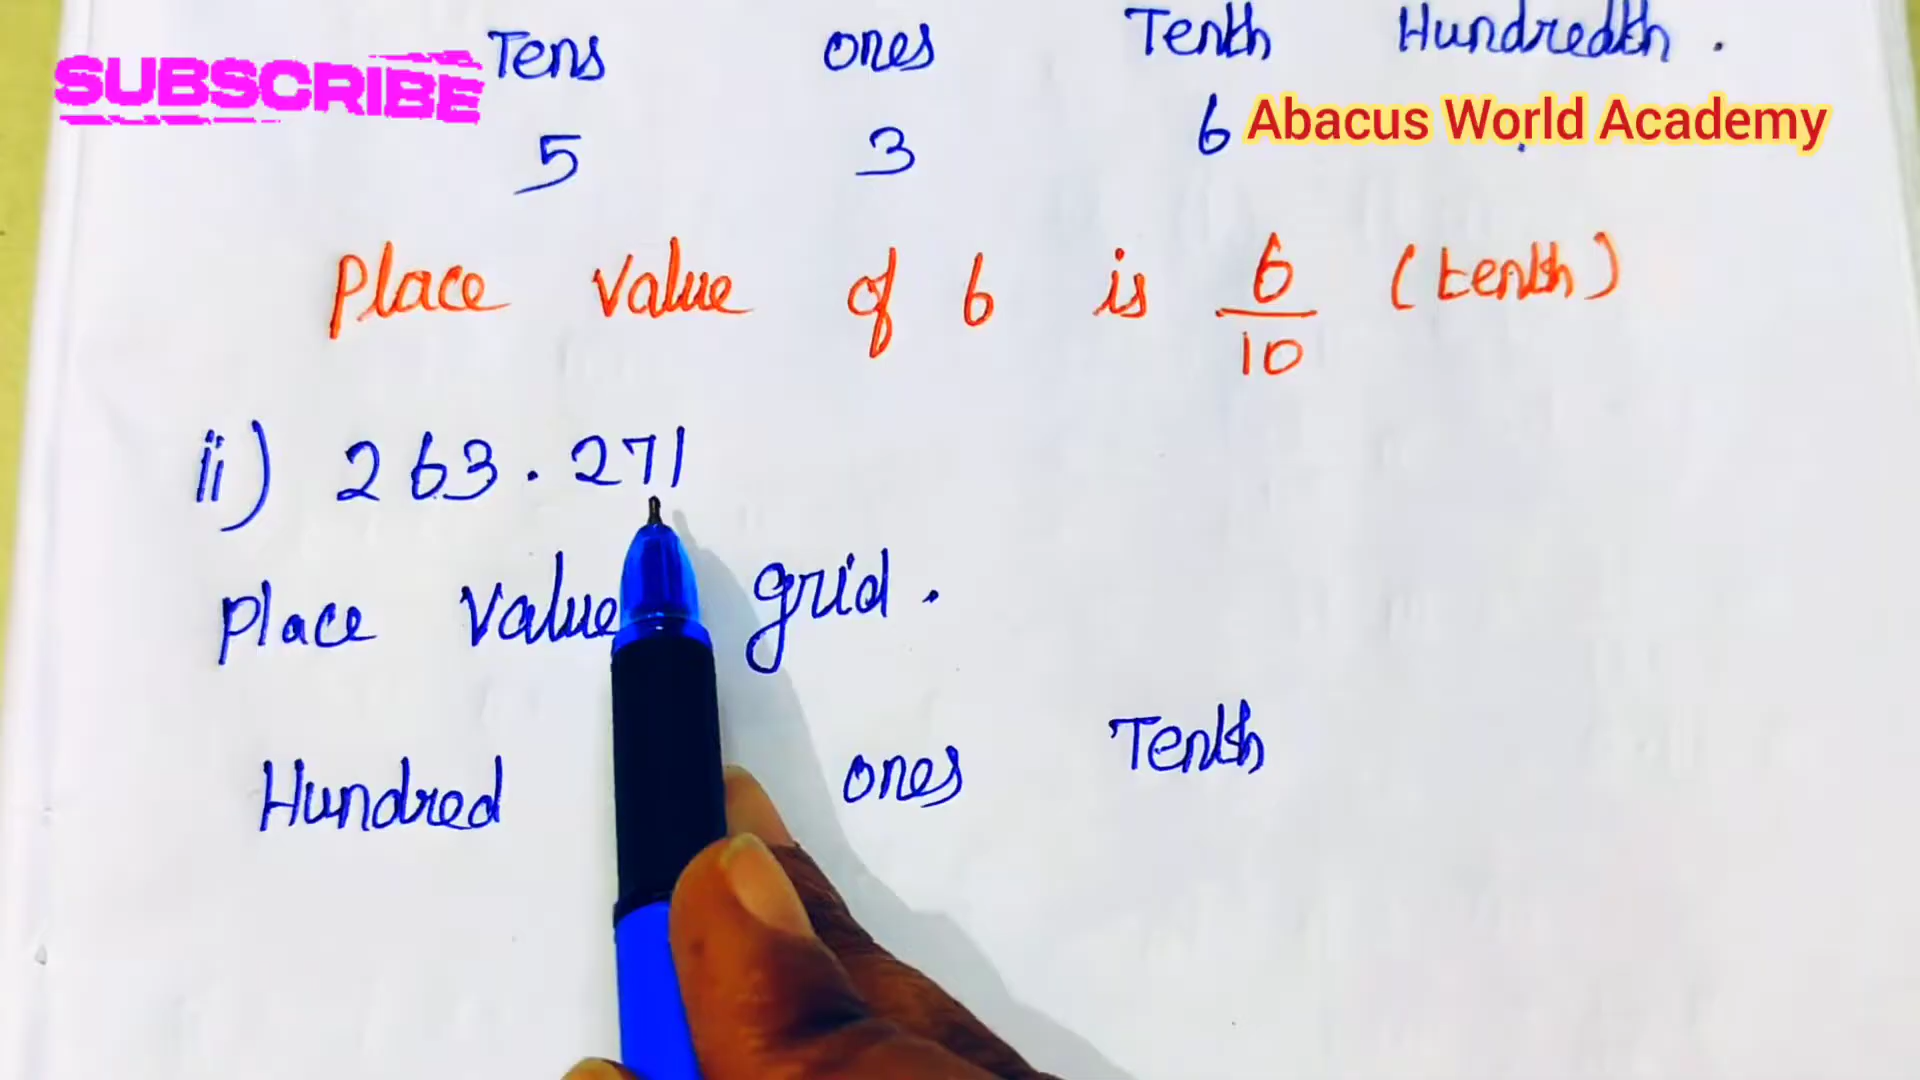 Tens ones Tenth Hundredth .
SUBSCRIBE
5 3 6
Abacus World Academy
Place Value of 6 is 6/10 (tenth)
ii) 263.271
Place Value grid.
Hundred ones Tenth